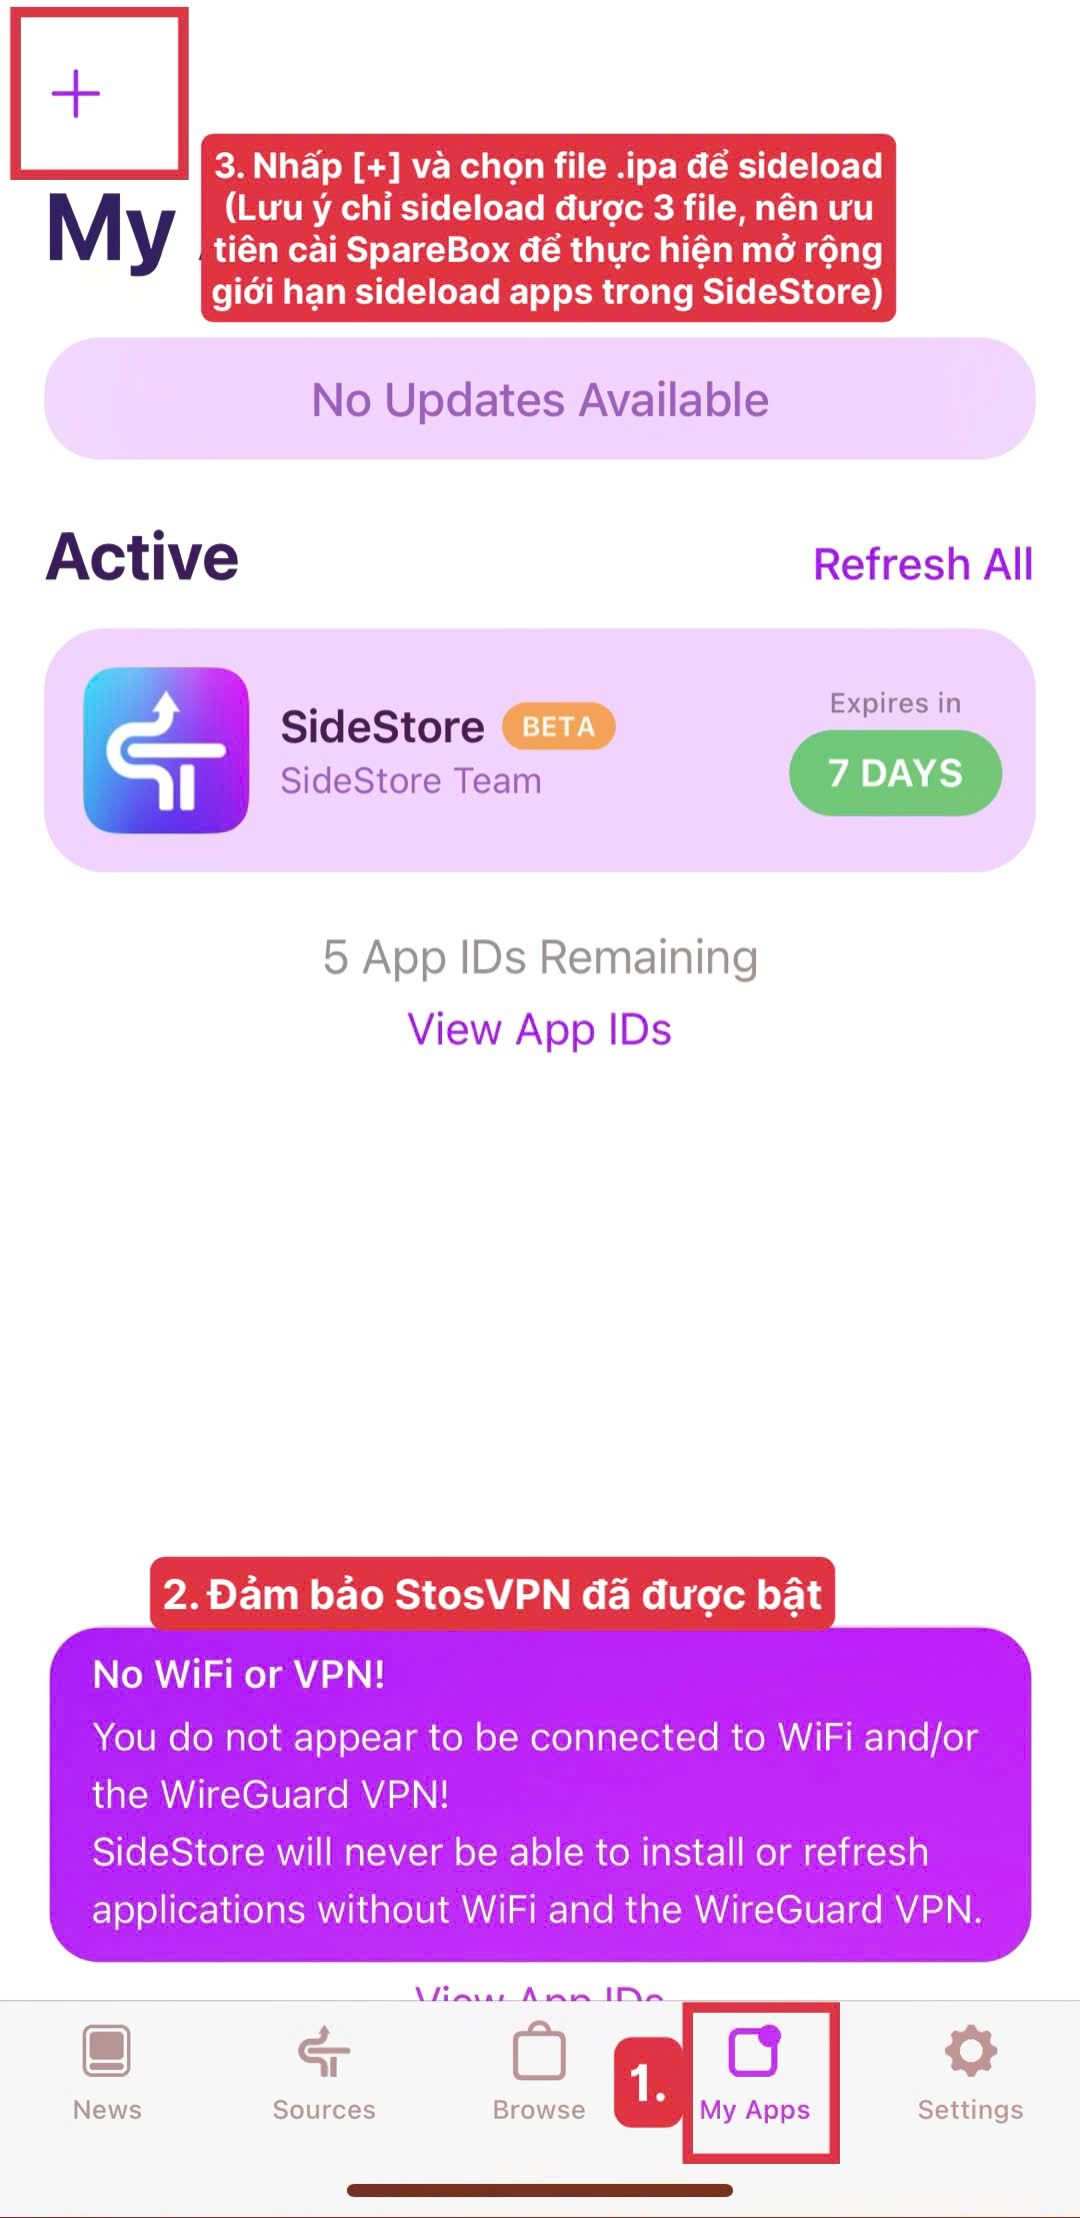 3. Nhấp [+] và chọn file .ipa để sideload
(Lưu ý chỉ sideload được 3 file, nên ưu
tiên cài SpareBox để thực hiện mở rộng
giới hạn sideload apps trong SideStore)
My
No Updates Available
Active
Refresh All
SideStore BETA
SideStore Team
Expires in
7 DAYS
5 App IDs Remaining
View App IDs
2. Đảm bảo StosVPN đã được bật
No WiFi or VPN!
You do not appear to be connected to WiFi and/or
the WireGuard VPN!
SideStore will never be able to install or refresh
applications without WiFi and the WireGuard VPN.
View App IDs
News
Sources
Browse
1.
My Apps
Settings